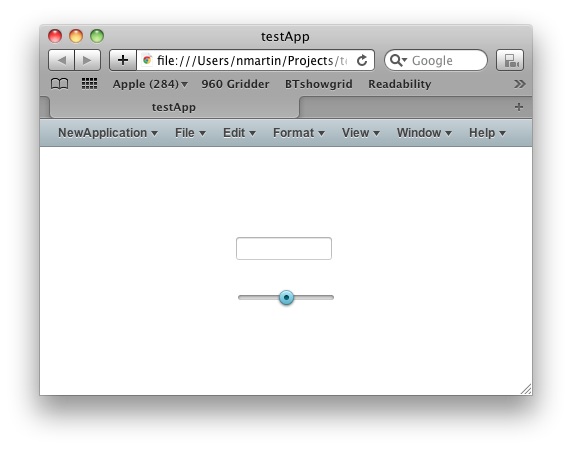 testApp
file:///Users/nmartin/Projects/t
Google
Apple (284) 960 Gridder BTshowgrid Readability
testApp
NewApplication File Edit Format View Window Help